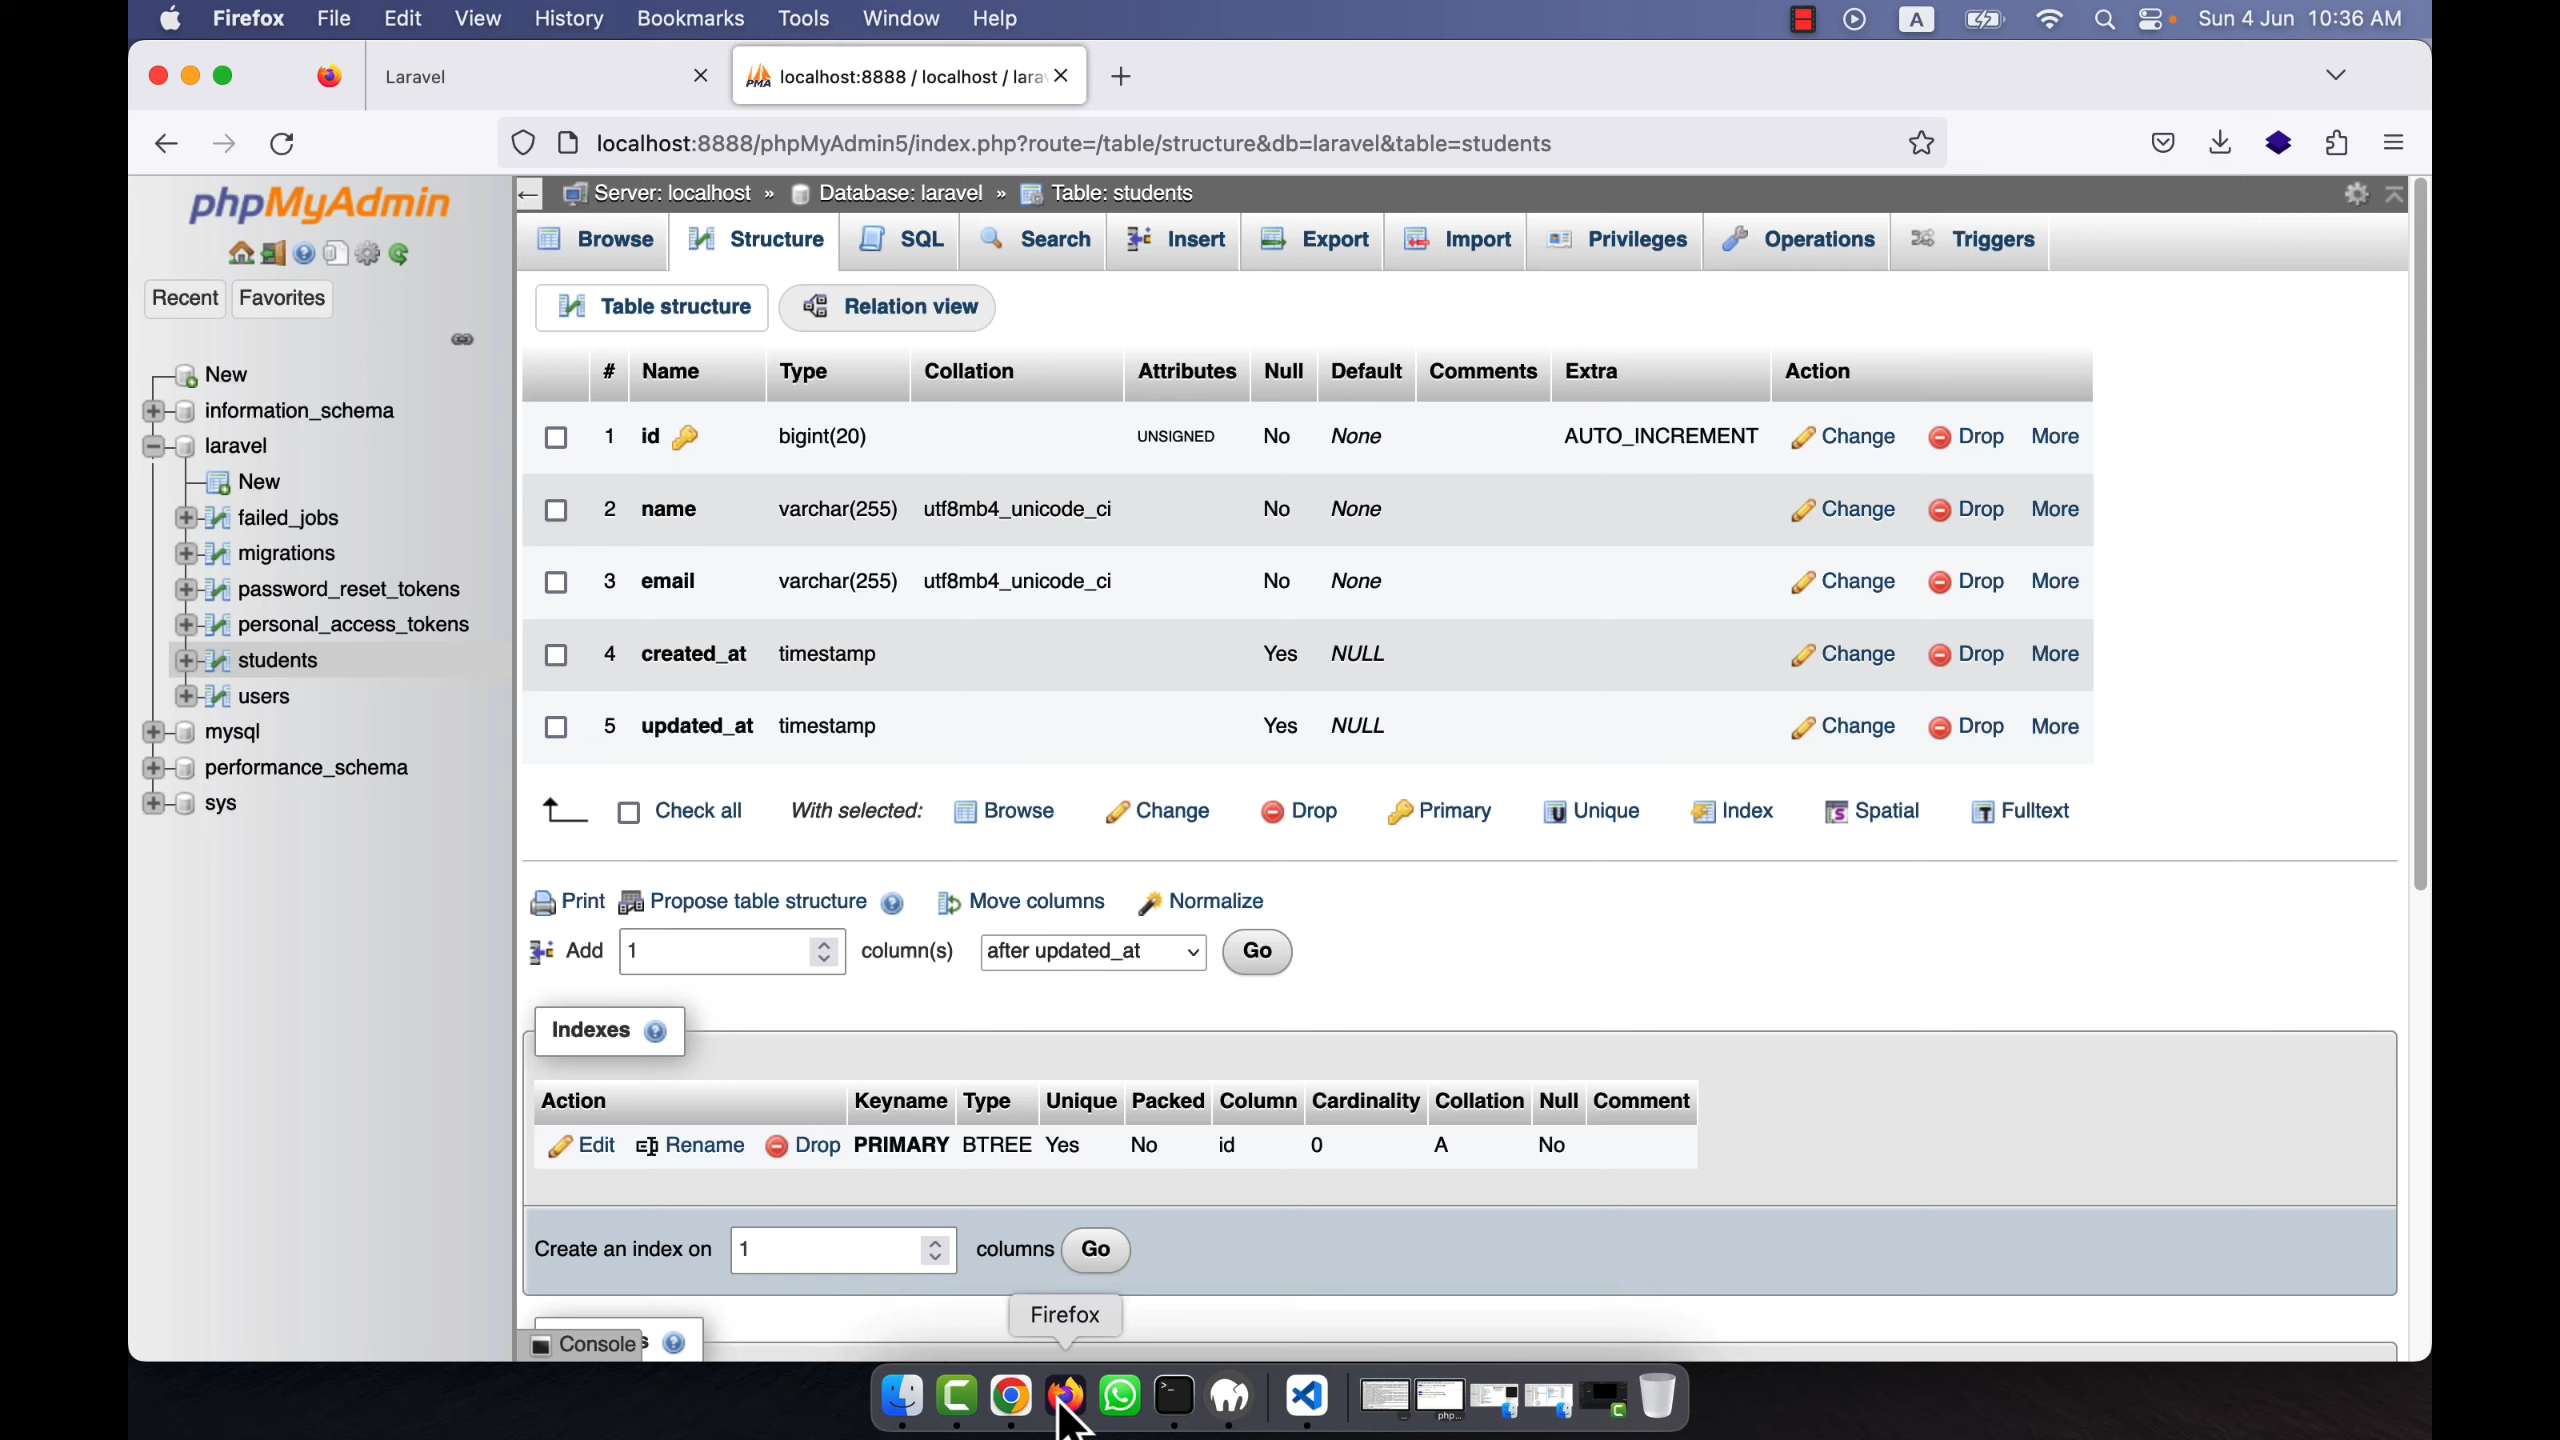 Firefox File Edit View History Bookmarks Tools Window Help A Sun 4 Jun 10:36 AM
Laravel
PMA localhost:8888 / localhost / lara
localhost:8888/phpMyAdmin5/index.php?route=/table/structure&db=laravel&table=students
phpMyAdmin
Recent Favorites
New
information_schema
laravel
New
failed_jobs
migrations
password_reset_tokens
personal_access_tokens
students
users
mysql
performance_schema
sys
Server: localhost » Database: laravel » Table: students
Browse Structure SQL Search Insert Export Import Privileges Operations Triggers
Table structure Relation view
# Name Type Collation Attributes Null Default Comments Extra Action
1 id bigint(20) UNSIGNED No None AUTO_INCREMENT Change Drop More
2 name varchar(255) utf8mb4_unicode_ci No None Change Drop More
3 email varchar(255) utf8mb4_unicode_ci No None Change Drop More
4 created_at timestamp Yes NULL Change Drop More
5 updated_at timestamp Yes NULL Change Drop More
Check all With selected: Browse Change Drop Primary Unique Index Spatial Fulltext
Print Propose table structure Move columns Normalize
Add 1 column(s) after updated_at Go
Indexes
Action Keyname Type Unique Packed Column Cardinality Collation Null Comment
Edit Rename Drop PRIMARY BTREE Yes No id 0 A No
Create an index on 1 columns Go
Firefox
Console s
php...